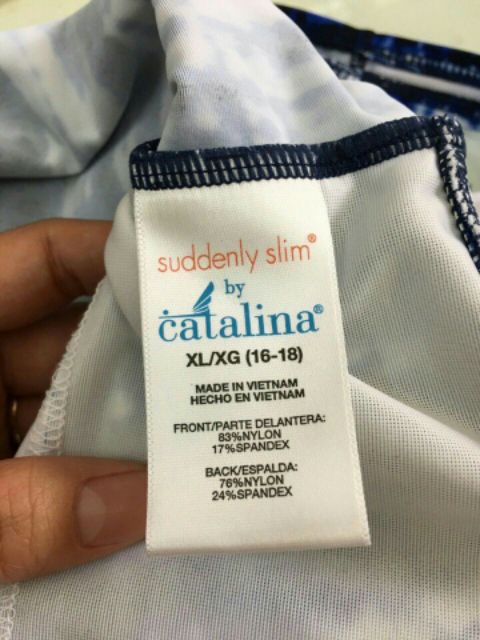 suddenly slim®
by
catalina®
XL/XG (16-18)
MADE IN VIETNAM
HECHO EN VIETNAM
FRONT/PARTE DELANTERA:
83%NYLON
17%SPANDEX
BACK/ESPALDA:
76%NYLON
24%SPANDEX